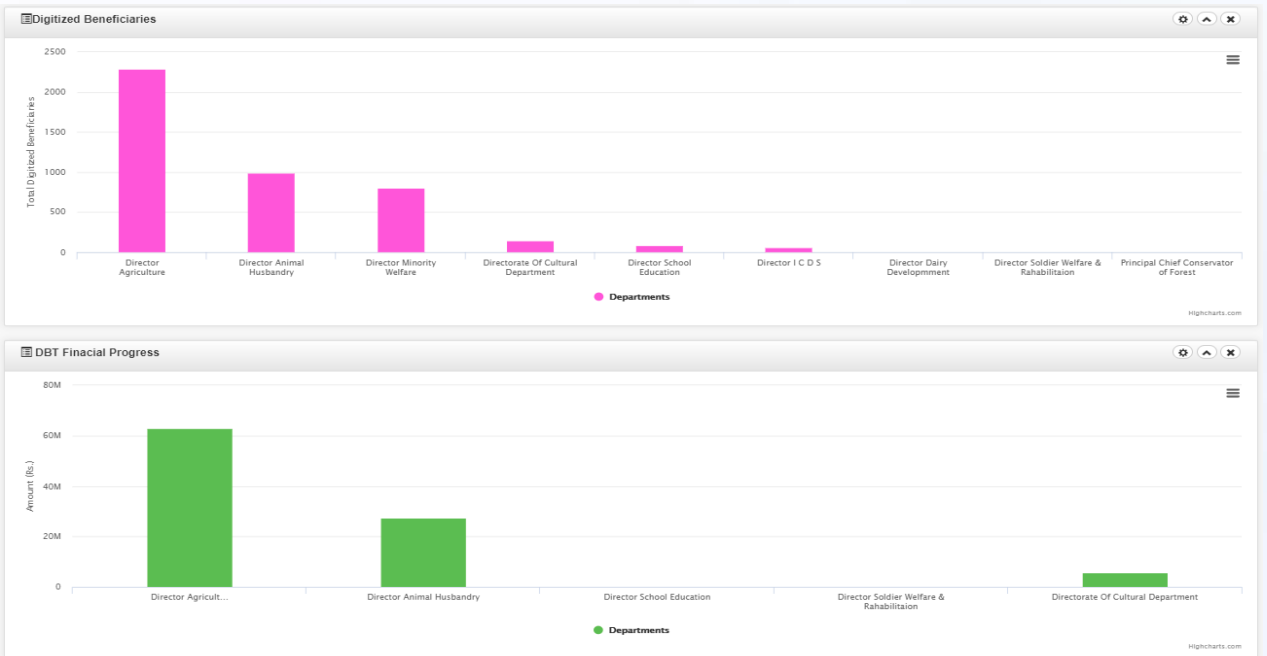 Digitized Beneficiaries
2500
2000
1500
1000
500
0
Total Digitized Beneficiaries
Director
Agriculture
Director Animal
Husbandry
Director Minority
Welfare
Directorate Of Cultural
Department
Director School
Education
Director I C D S
Director Dairy
Developmment
Director Soldier Welfare &
Rahabilitaion
Principal Chief Conservator
of Forest
Departments
Highcharts.com
DBT Finacial Progress
80M
60M
40M
20M
0
Amount (Rs.)
Director Agricult...
Director Animal Husbandry
Director School Education
Director Soldier Welfare &
Rahabilitaion
Directorate Of Cultural Department
Departments
Highcharts.com